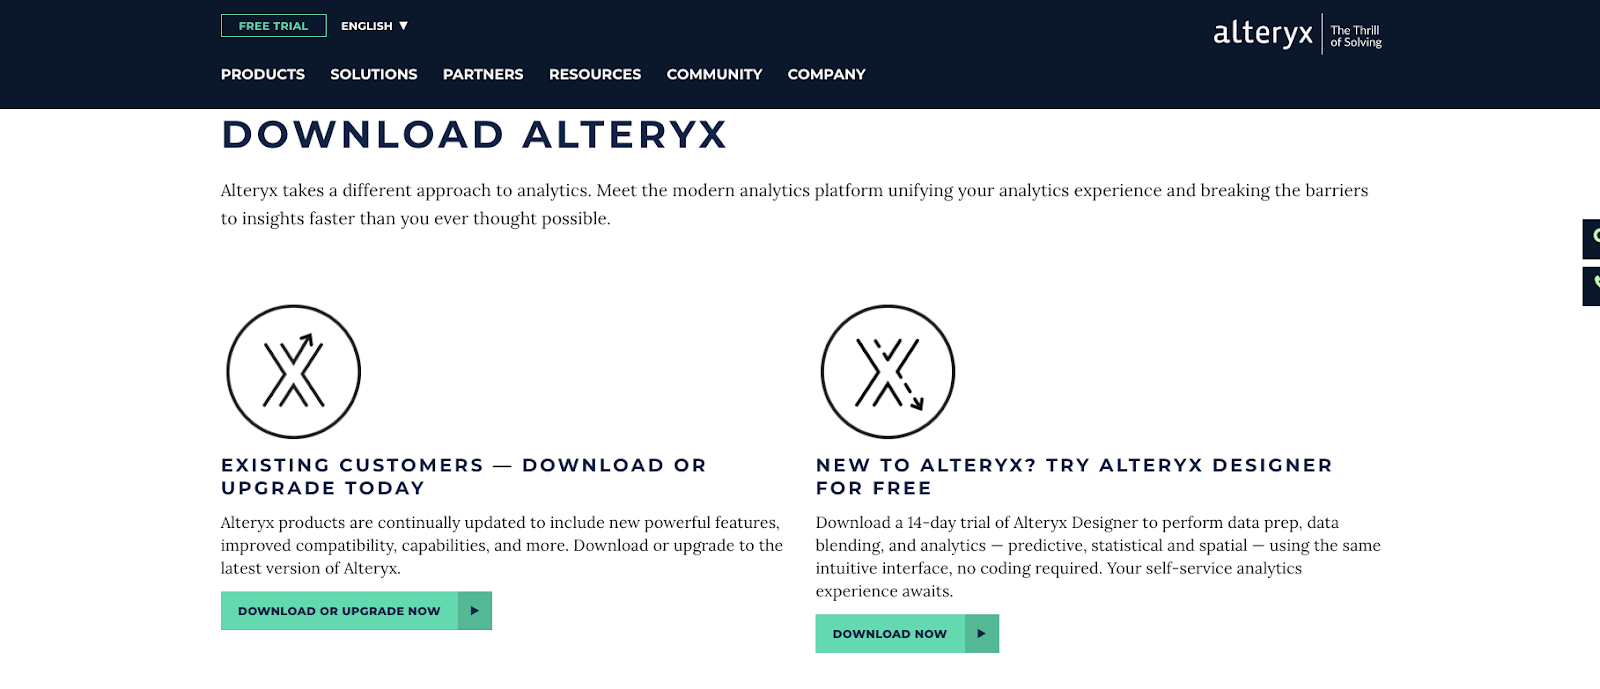 FREE TRIAL
ENGLISH ▼
alteryx
The Thrill
of Solving
PRODUCTS SOLUTIONS PARTNERS RESOURCES COMMUNITY COMPANY
DOWNLOAD ALTERYX
Alteryx takes a different approach to analytics. Meet the modern analytics platform unifying your analytics experience and breaking the barriers
to insights faster than you ever thought possible.
EXISTING CUSTOMERS — DOWNLOAD OR
UPGRADE TODAY
Alteryx products are continually updated to include new powerful features,
improved compatibility, capabilities, and more. Download or upgrade to the
latest version of Alteryx.
DOWNLOAD OR UPGRADE NOW
NEW TO ALTERYX? TRY ALTERYX DESIGNER
FOR FREE
Download a 14-day trial of Alteryx Designer to perform data prep, data
blending, and analytics — predictive, statistical and spatial — using the same
intuitive interface, no coding required. Your self-service analytics
experience awaits.
DOWNLOAD NOW